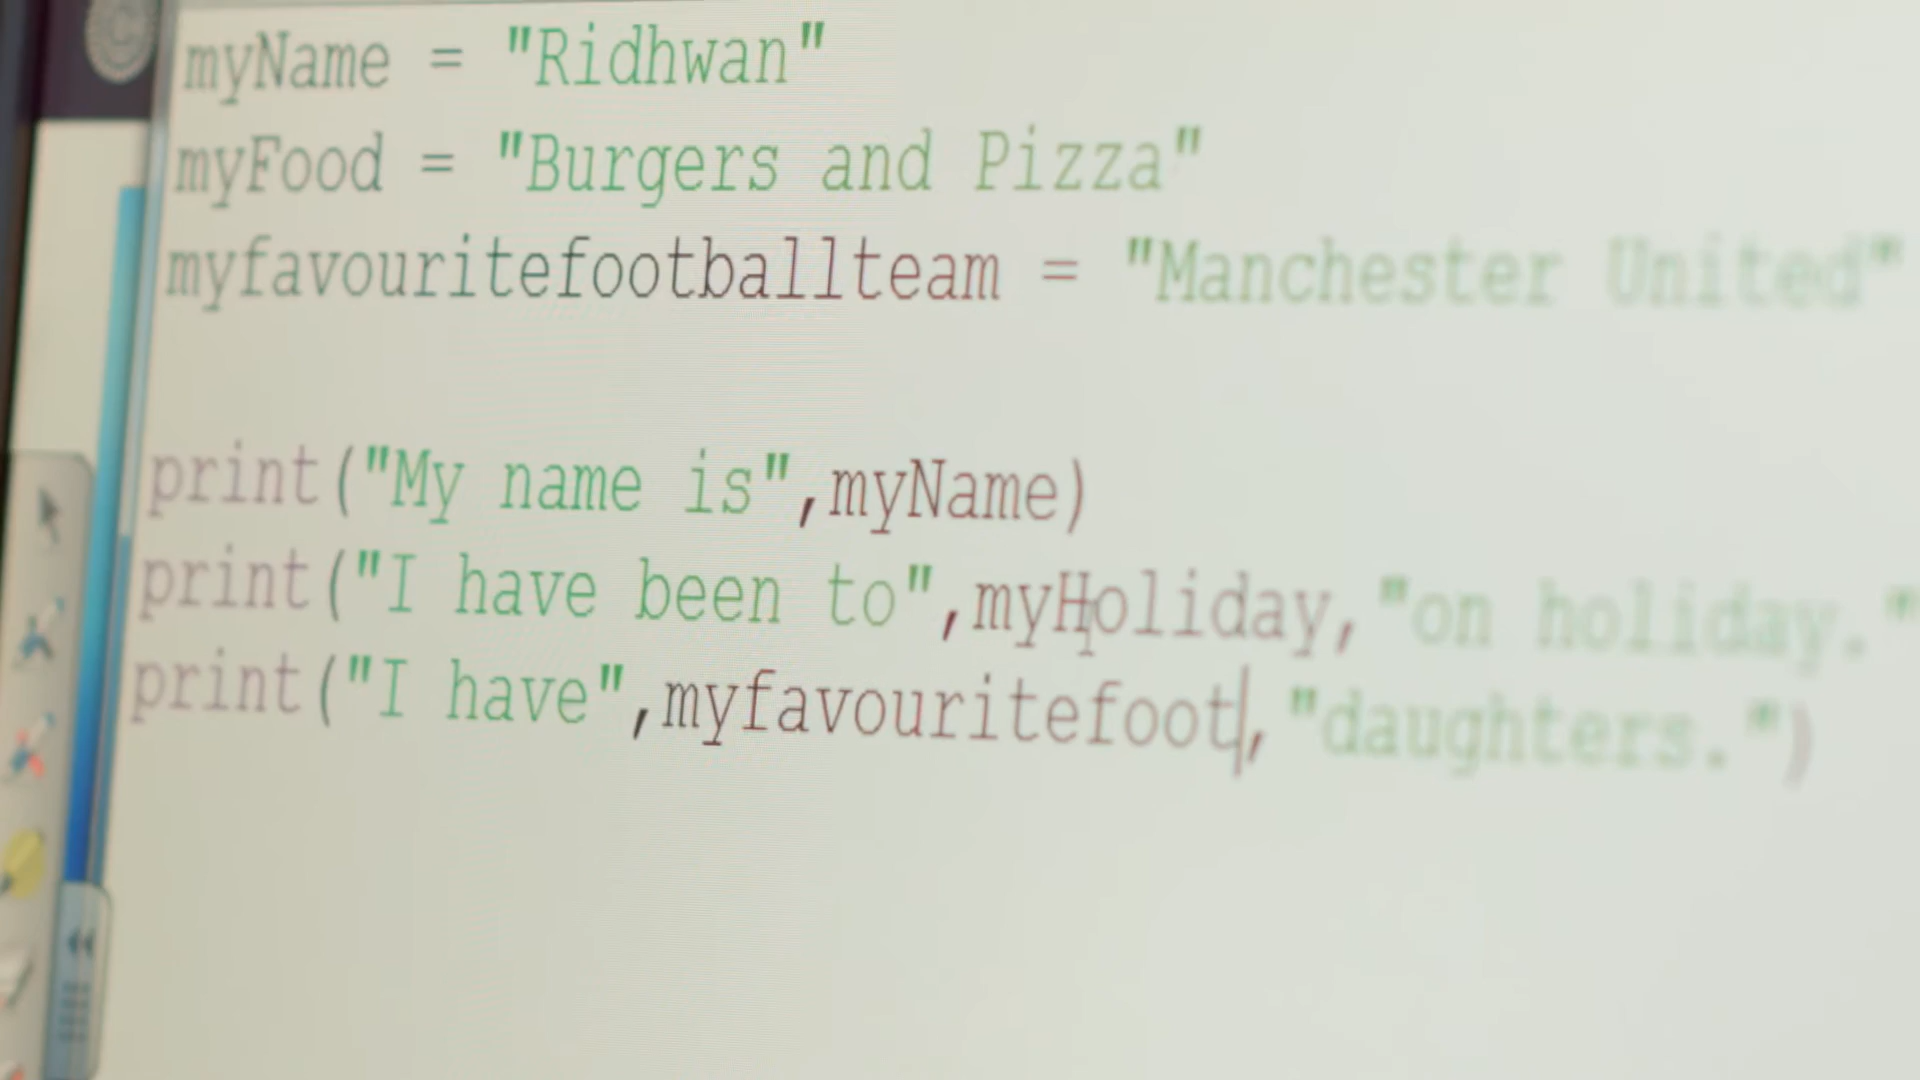 myName = "Ridhwan"
myFood = "Burgers and Pizza"
myfavouritefootballteam = "Manchester United"
print("My name is",myName)
print("I have been to",myHoliday,"on holiday."
print("I have",myfavouritefoot,"daughters.")